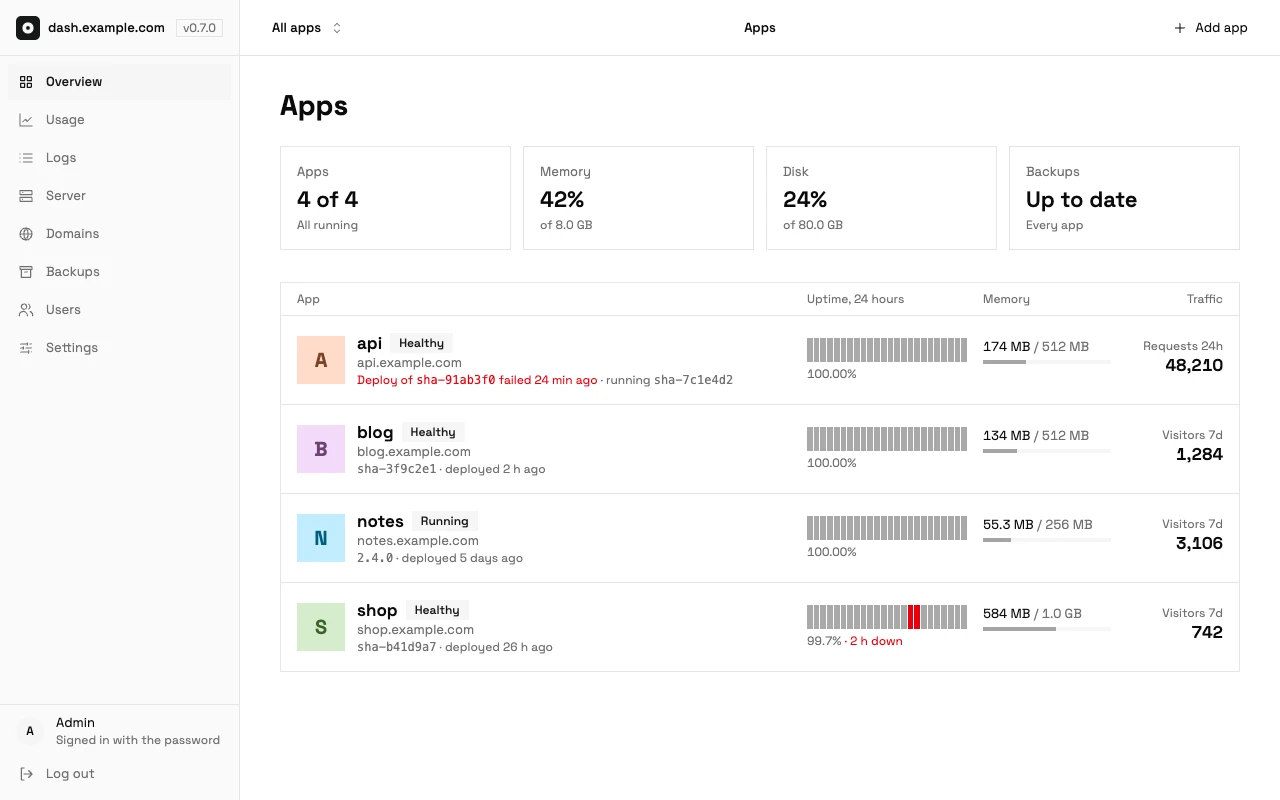 dash.example.com v0.7.0
All apps
Apps
Add app
Overview
Usage
Logs
Server
Domains
Backups
Users
Settings
A
Admin
Signed in with the password
Log out
Apps
Apps
4 of 4
All running
Memory
42%
of 8.0 GB
Disk
24%
of 80.0 GB
Backups
Up to date
Every app
App Uptime, 24 hours Memory Traffic
A
api Healthy
api.example.com
Deploy of sha-91ab3f0 failed 24 min ago · running sha-7c1e4d2
100.00%
174 MB / 512 MB
Requests 24h
48,210
B
blog Healthy
blog.example.com
sha-3f9c2e1 · deployed 2 h ago
100.00%
134 MB / 512 MB
Visitors 7d
1,284
N
notes Running
notes.example.com
2.4.0 · deployed 5 days ago
100.00%
55.3 MB / 256 MB
Visitors 7d
3,106
S
shop Healthy
shop.example.com
sha-b41d9a7 · deployed 26 h ago
99.7% · 2 h down
584 MB / 1.0 GB
Visitors 7d
742